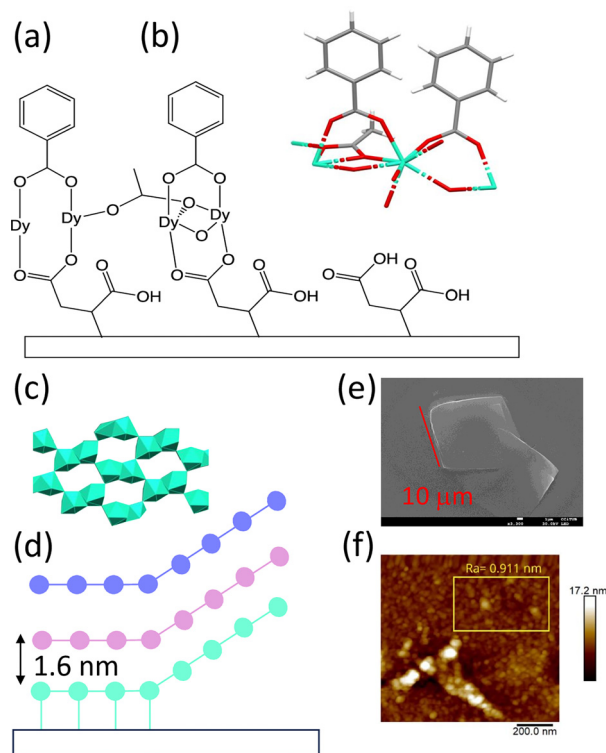 (a) (b)
O O O O
Dy Dy O O Dy Dy
O
O O O O O O
O OH O
OH OH OH
(c)
(e)
10 µm
(d)
1.6 nm
(f)
Ra= 0.911 nm
17.2 nm
200.0 nm